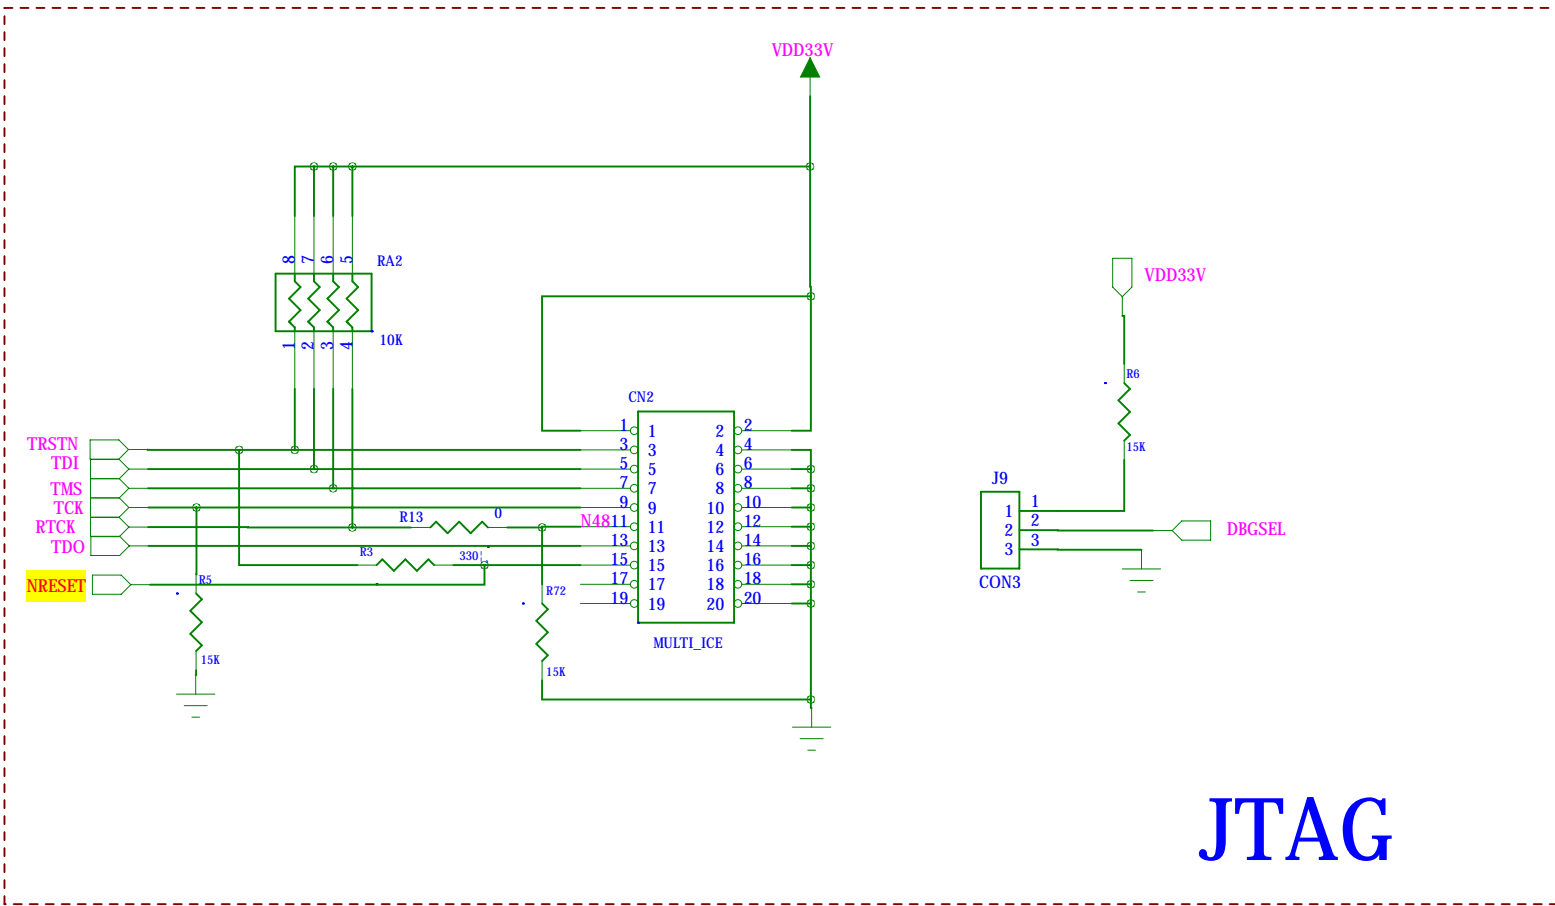 VDD33V
8 7 6 5
RA2
10K
1 2 3 4
VDD33V
R6
15K
CN2
1 1 2 2
TRSTN 3 3 4 4
TDI 5 5 6 6
TMS 7 7 8 8
TCK 9 9 10 10
RTCK R13 0 N48 11 11 12 12
TDO 13 13 14 14
R3 330 15 15 16 16
NRESET 17 17 18 18
19 19 20 20
R5
15K
R72
15K
MULTI_ICE
J9
1 1
2 2 DBGSEL
3 3
CON3
JTAG